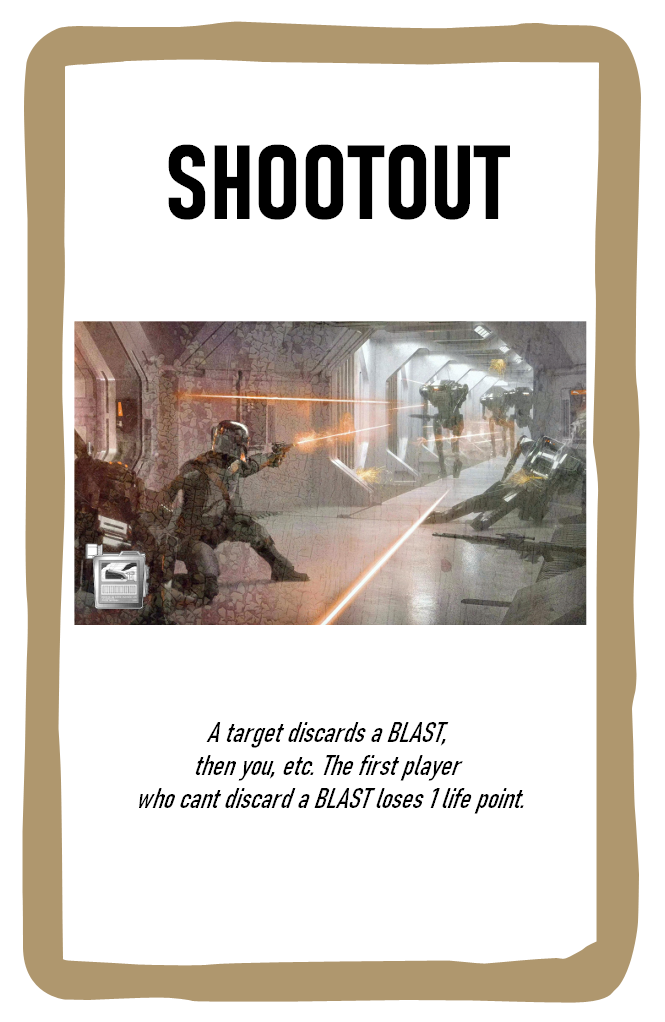 SHOOTOUT
A target discards a BLAST,
then you, etc. The first player
who cant discard a BLAST loses 1 life point.